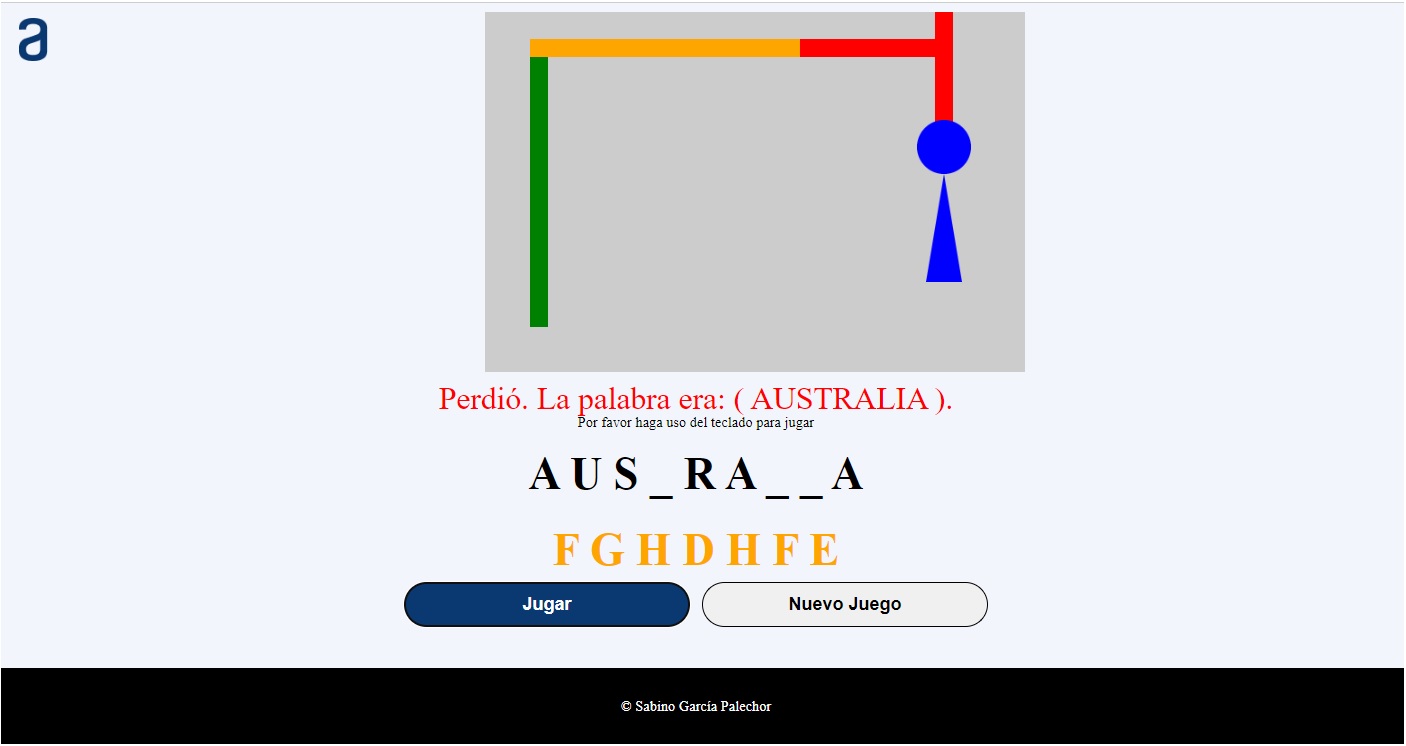 a
Perdió. La palabra era: ( AUSTRALIA ).
Por favor haga uso del teclado para jugar
A U S _ R A _ _ A
F G H D H F E
Jugar
Nuevo Juego
© Sabino García Palechor